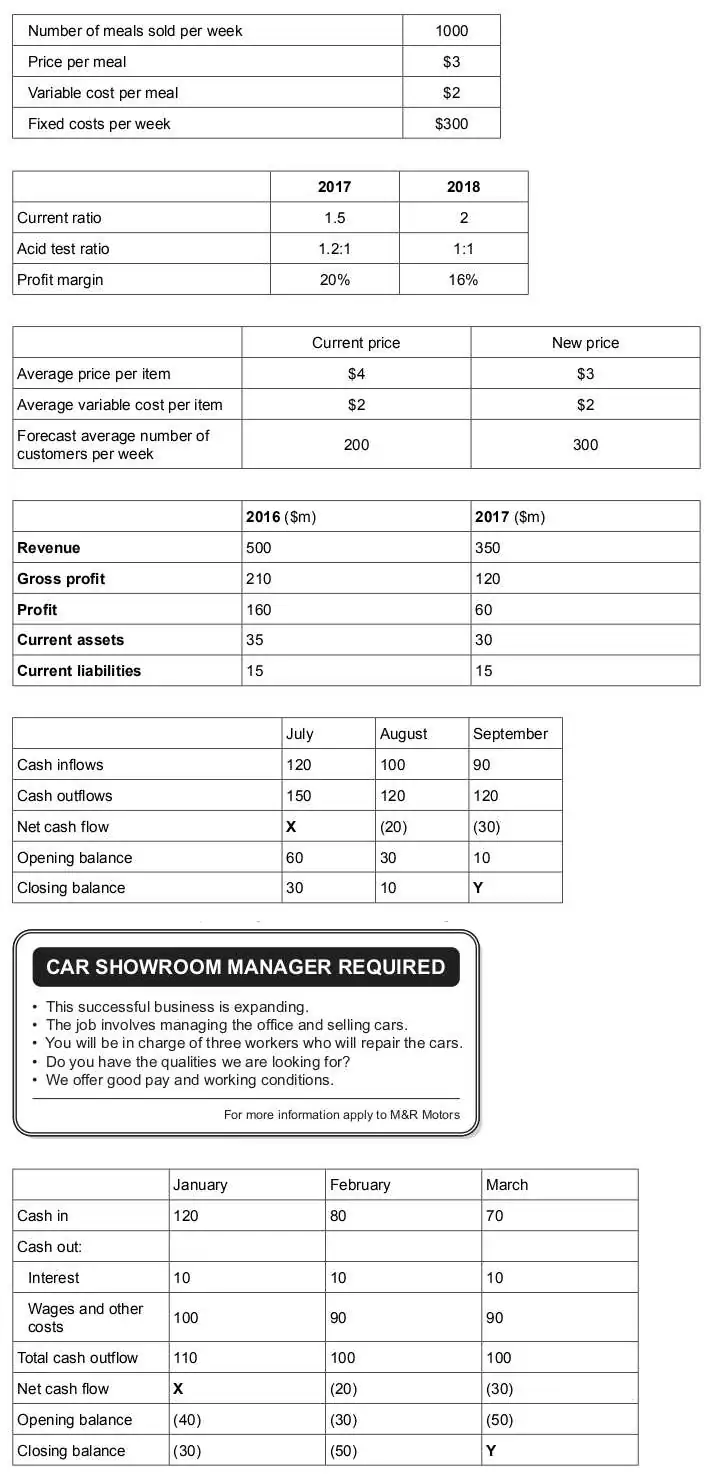 Number of meals sold per week 1000
Price per meal $3
Variable cost per meal $2
Fixed costs per week $300
2017 2018
Current ratio 1.5 2
Acid test ratio 1.2:1 1:1
Profit margin 20% 16%
Current price New price
Average price per item $4 $3
Average variable cost per item $2 $2
Forecast average number of
customers per week 200 300
2016 ($m) 2017 ($m)
Revenue 500 350
Gross profit 210 120
Profit 160 60
Current assets 35 30
Current liabilities 15 15
July August September
Cash inflows 120 100 90
Cash outflows 150 120 120
Net cash flow X (20) (30)
Opening balance 60 30 10
Closing balance 30 10 Y
CAR SHOWROOM MANAGER REQUIRED
• This successful business is expanding.
• The job involves managing the office and selling cars.
• You will be in charge of three workers who will repair the cars.
• Do you have the qualities we are looking for?
• We offer good pay and working conditions.
For more information apply to M&R Motors
January February March
Cash in 120 80 70
Cash out:
Interest 10 10 10
Wages and other
costs 100 90 90
Total cash outflow 110 100 100
Net cash flow X (20) (30)
Opening balance (40) (30) (50)
Closing balance (30) (50) Y